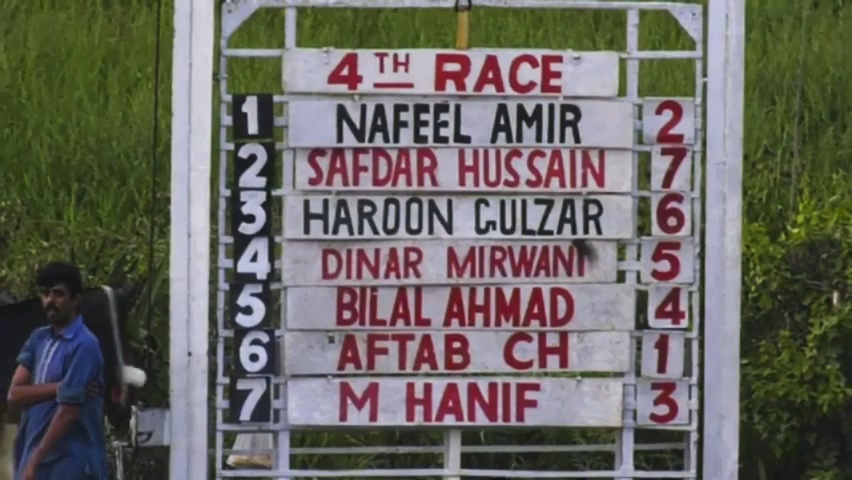 4TH RACE
1 NAFEEL AMIR 2
2 SAFDAR HUSSAIN 7
3 HAROON GULZAR 6
4 DINAR MIRWANI 5
5 BILAL AHMAD 4
6 AFTAB CH 1
7 M HANIF 3